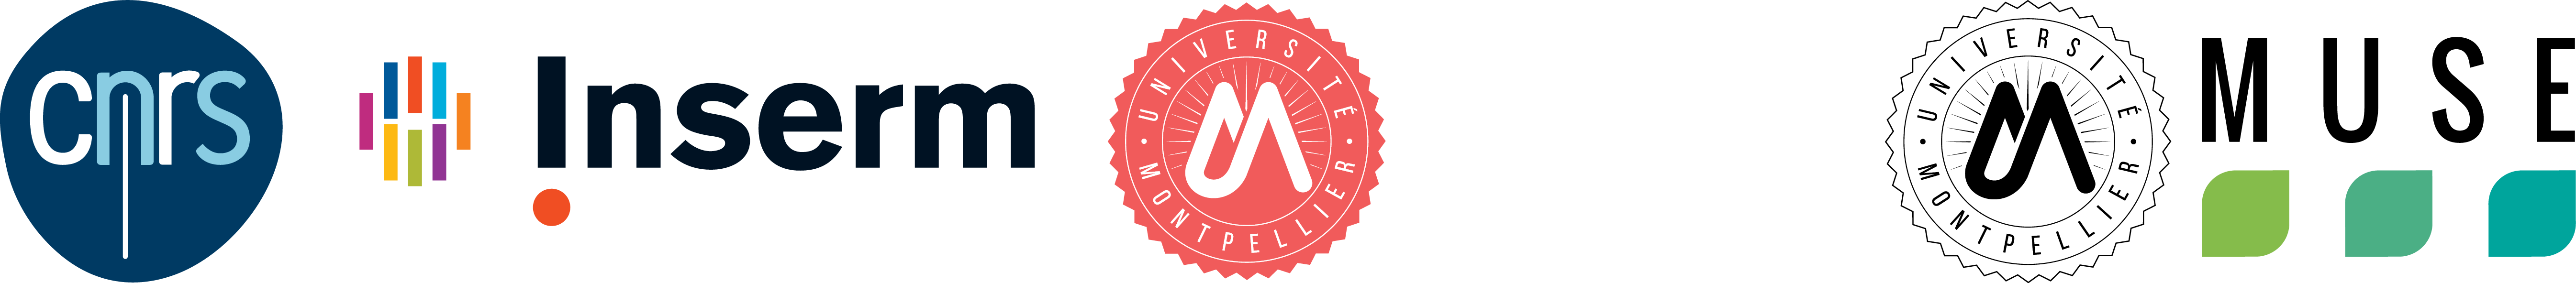 cnrs
Inserm
UNIVERSITÉ
MONTPELLIER
UNIVERSITÉ
MONTPELLIER
MUSE